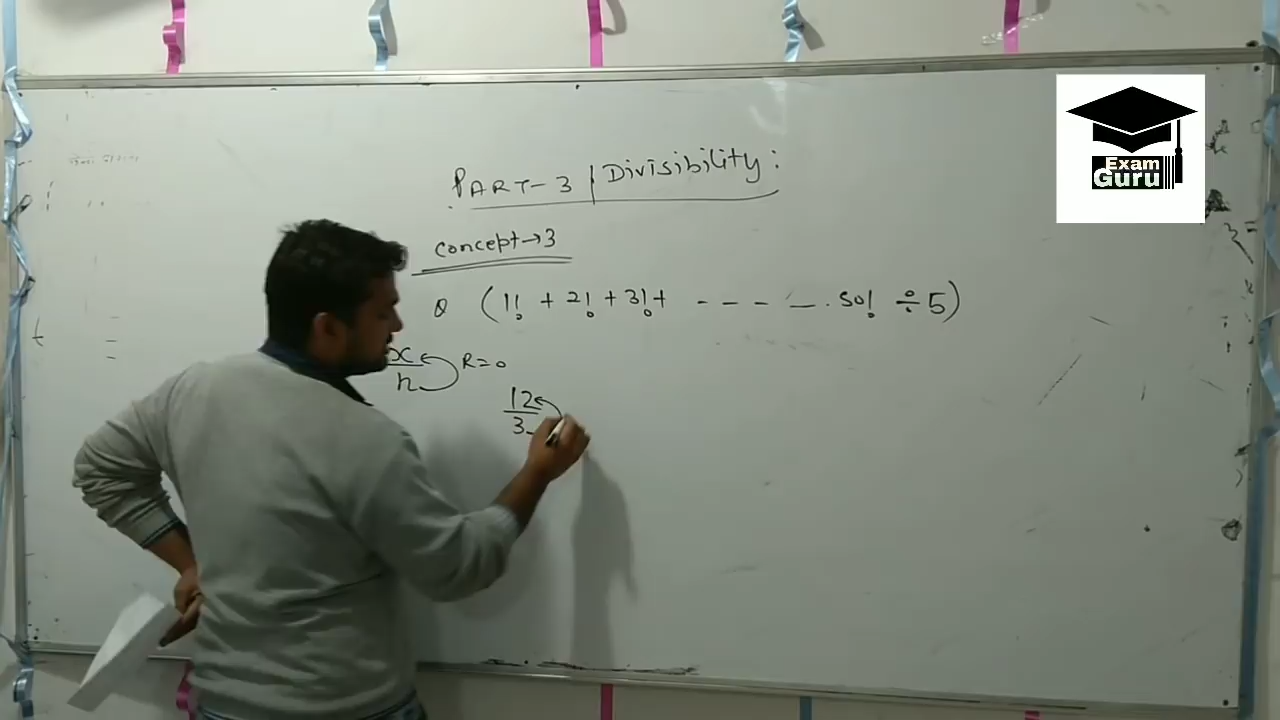 PART-3 | Divisibility:
concept→3
Q (1! + 2! + 3! + - - - - . 50! ÷ 5)
x/n R=0
12/3
Exam
Guru